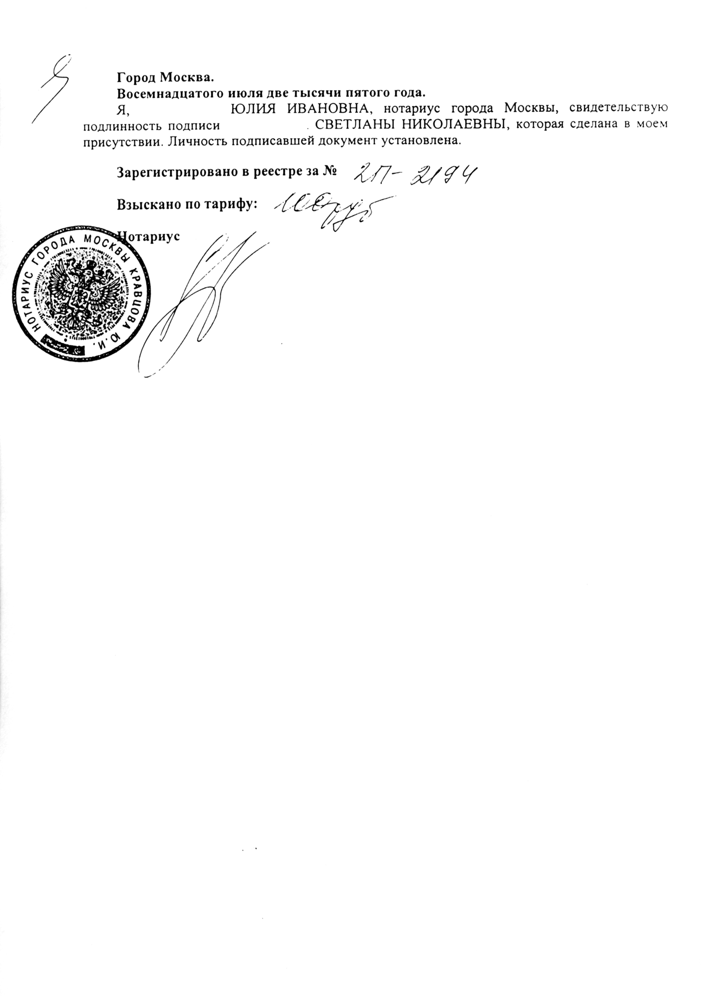 Город Москва.
Восемнадцатого июля две тысячи пятого года.
Я, ЮЛИЯ ИВАНОВНА, нотариус города Москвы, свидетельствую
подлинность подписи . СВЕТЛАНЫ НИКОЛАЕВНЫ, которая сделана в моем
присутствии. Личность подписавшей документ установлена.
Зарегистрировано в реестре за № 2П-2194
Взыскано по тарифу: 100руб
Нотариус
НОТАРИУС ГОРОДА МОСКВЫ КРАВЦОВА Ю.И.